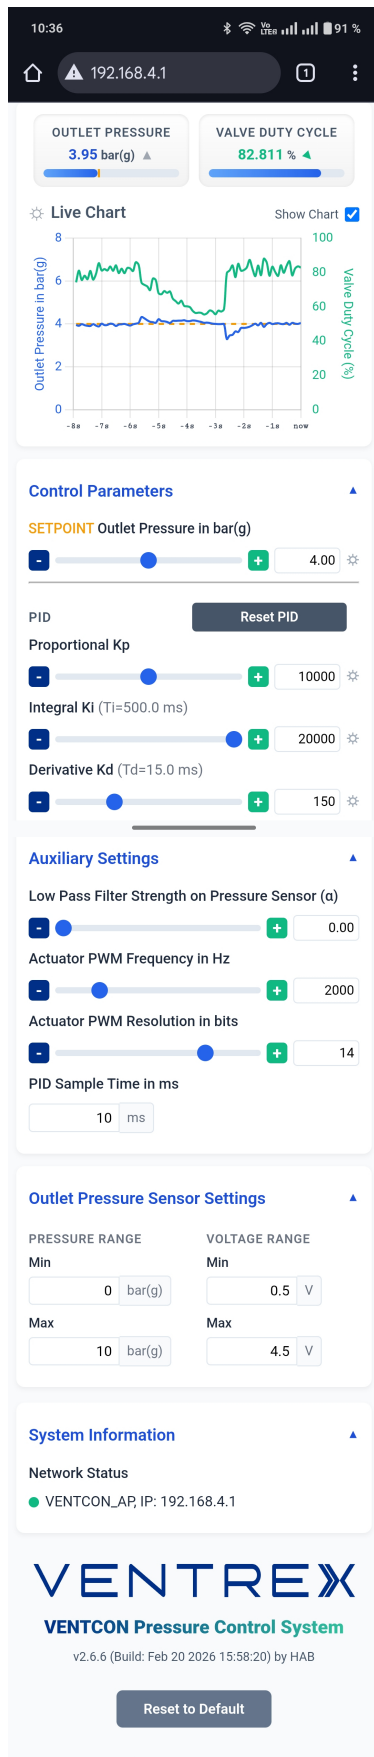 10:36 Vo LTE 91 %
192.168.4.1 1
OUTLET PRESSURE VALVE DUTY CYCLE
3.95 bar(g) ▲ 82.811 %
Live Chart Show Chart
8 100
6 80
60
4
40
2
20
0 0
Outlet Pressure in bar(g)
Valve Duty Cycle (%)
-8s -7s -6s -5s -4s -3s -2s -1s now
Control Parameters ▲
SETPOINT Outlet Pressure in bar(g)
- + 4.00
PID Reset PID
Proportional Kp
- + 10000
Integral Ki (Ti=500.0 ms)
- + 20000
Derivative Kd (Td=15.0 ms)
- + 150
Auxiliary Settings ▲
Low Pass Filter Strength on Pressure Sensor (α)
- + 0.00
Actuator PWM Frequency in Hz
- + 2000
Actuator PWM Resolution in bits
- + 14
PID Sample Time in ms
10 ms
Outlet Pressure Sensor Settings ▲
PRESSURE RANGE VOLTAGE RANGE
Min Min
0 bar(g) 0.5 V
Max Max
10 bar(g) 4.5 V
System Information ▲
Network Status
VENTCON_AP, IP: 192.168.4.1
VENTREX
VENTCON Pressure Control System
v2.6.6 (Build: Feb 20 2026 15:58:20) by HAB
Reset to Default